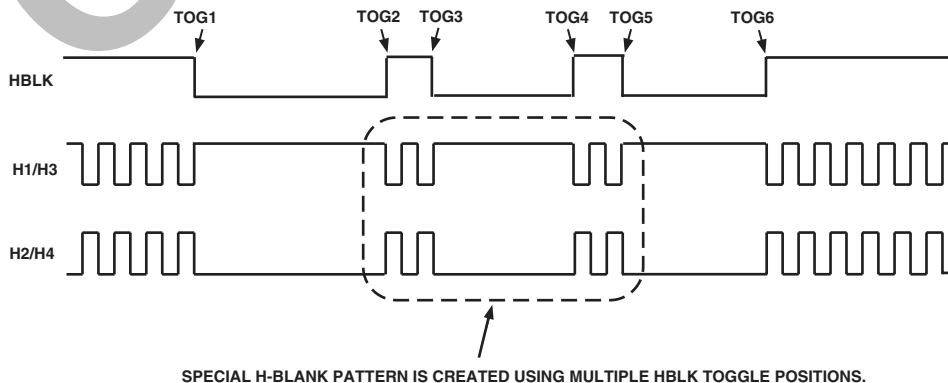 TOG1 TOG2 TOG3 TOG4 TOG5 TOG6
HBLK
H1/H3
H2/H4
SPECIAL H-BLANK PATTERN IS CREATED USING MULTIPLE HBLK TOGGLE POSITIONS.